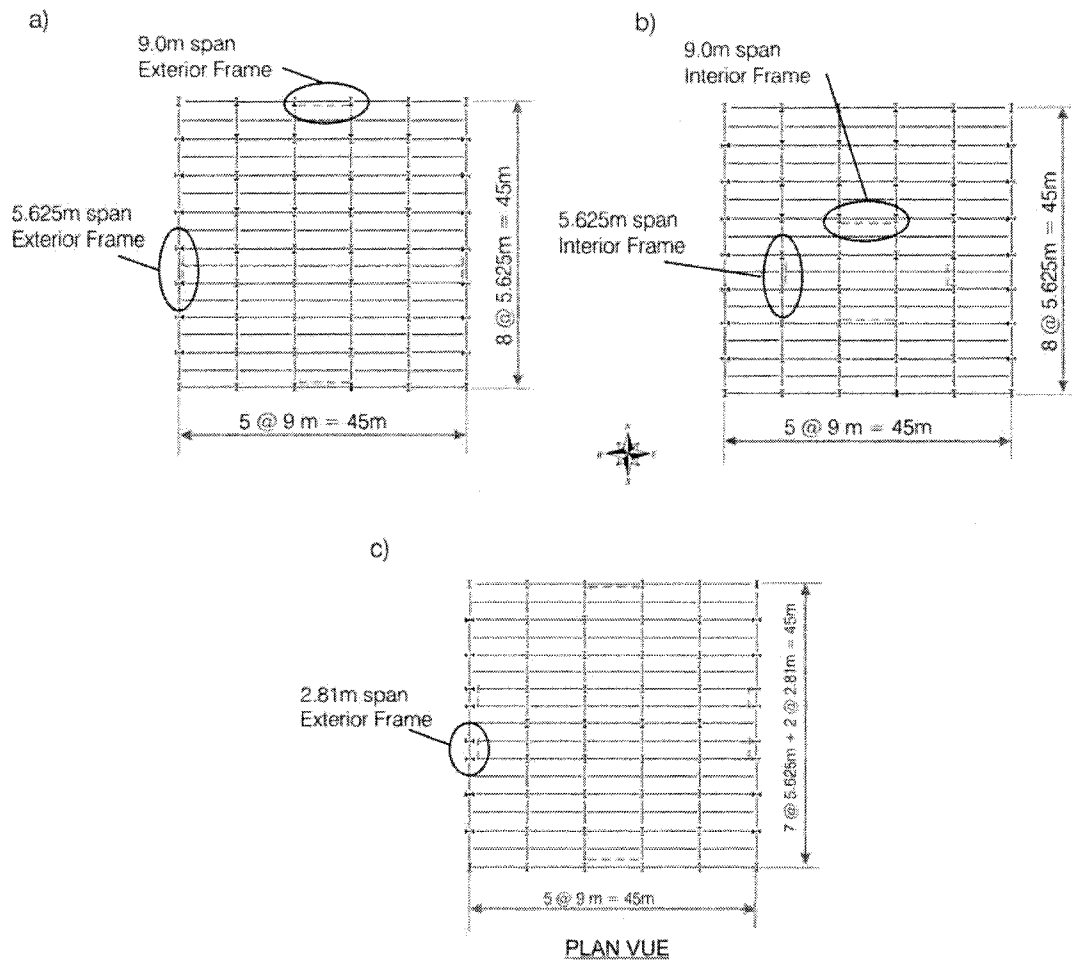 a)
9.0m span
Exterior Frame
5.625m span
Exterior Frame
8 @ 5.625m = 45m
5 @ 9 m = 45m
b)
9.0m span
Interior Frame
5.625m span
Interior Frame
8 @ 5.625m = 45m
5 @ 9 m = 45m
c)
2.81m span
Exterior Frame
7 @ 5.625m + 2 @ 2.81m = 45m
5 @ 9 m = 45m
PLAN VUE